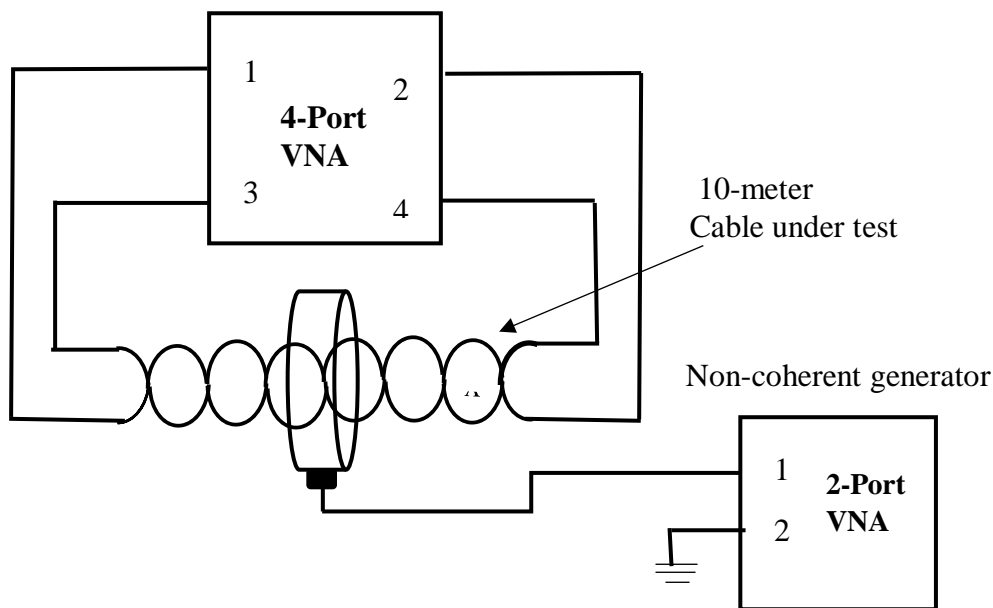 1
2
4-Port
VNA
3
4
10-meter
Cable under test
Non-coherent generator
1
2-Port
VNA
2